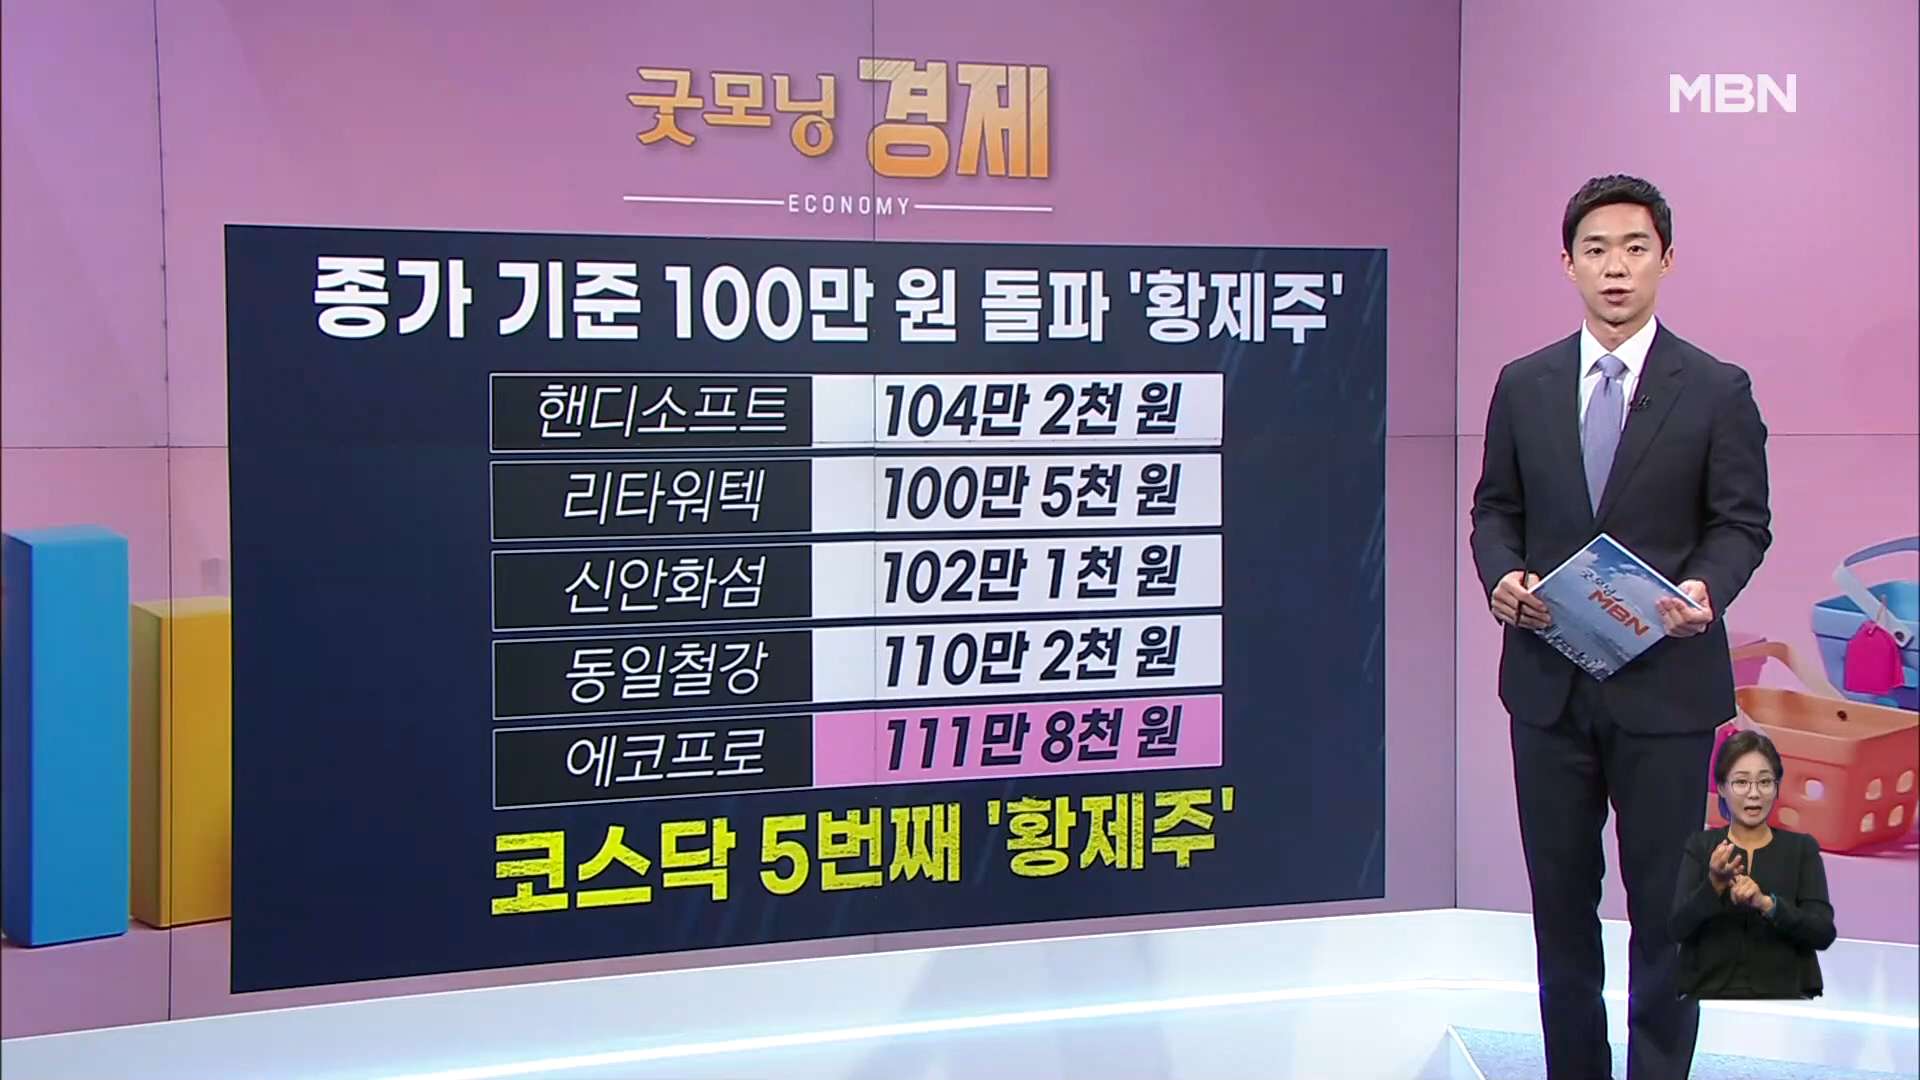 굿모닝 경제
ECONOMY
MBN
종가 기준 100만 원 돌파 '황제주'
핸디소프트 104만 2천 원
리타워텍 100만 5천 원
신안화섬 102만 1천 원
동일철강 110만 2천 원
에코프로 111만 8천 원
코스닥 5번째 '황제주'
굿모닝
MBN